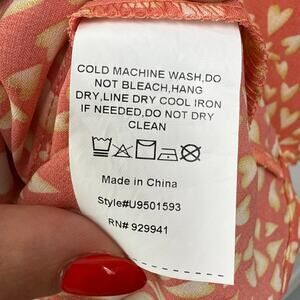 COLD MACHINE WASH,DO
NOT BLEACH,HANG
DRY,LINE DRY COOL IRON
IF NEEDED,DO NOT DRY
CLEAN
Made in China
Style#U9501593
RN# 929941